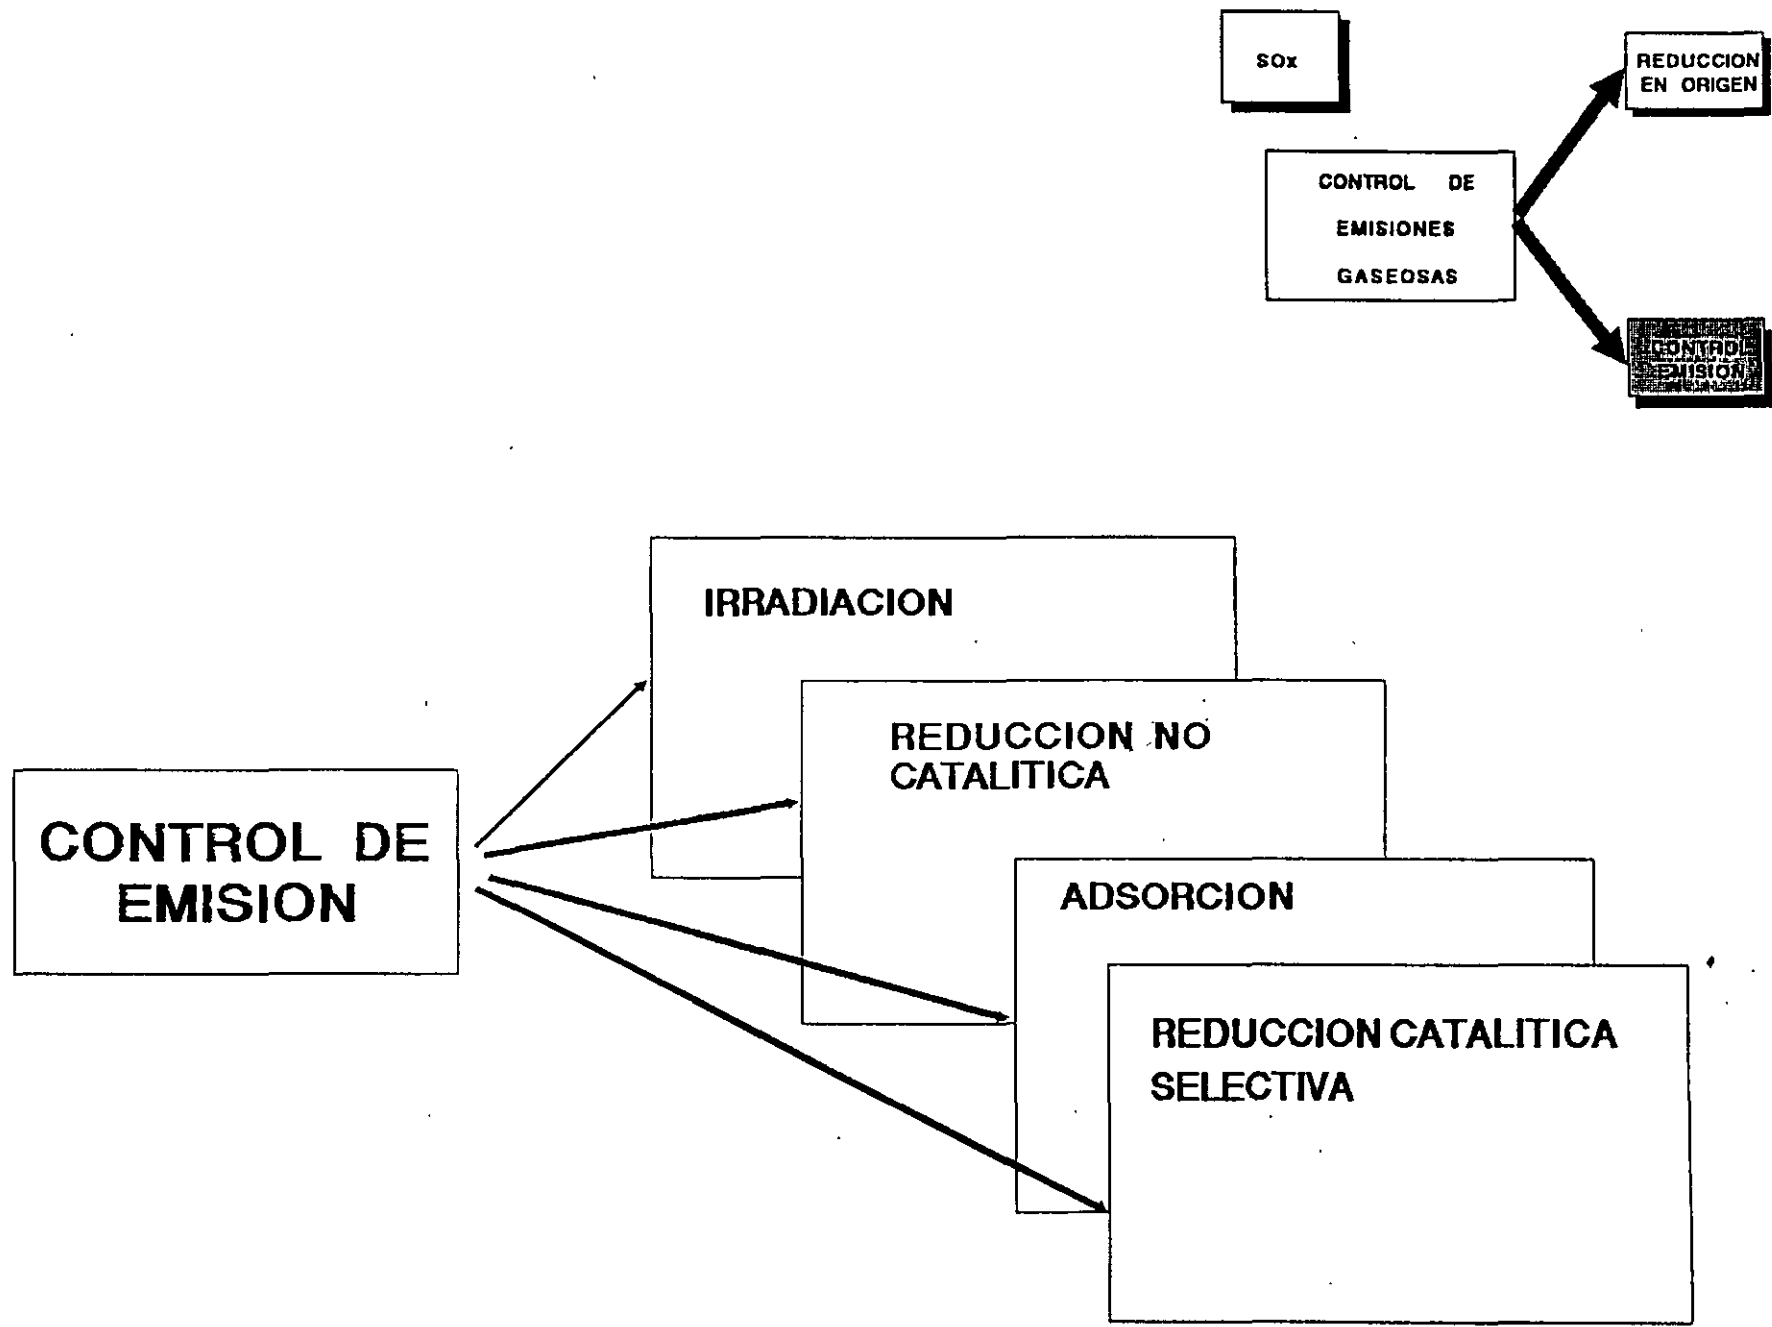 SOx
REDUCCION
EN ORIGEN
CONTROL DE
EMISIONES
GASEOSAS
CONTROL
EMISION
IRRADIACION
REDUCCION NO
CATALITICA
CONTROL DE
EMISION
ADSORCION
REDUCCION CATALITICA
SELECTIVA